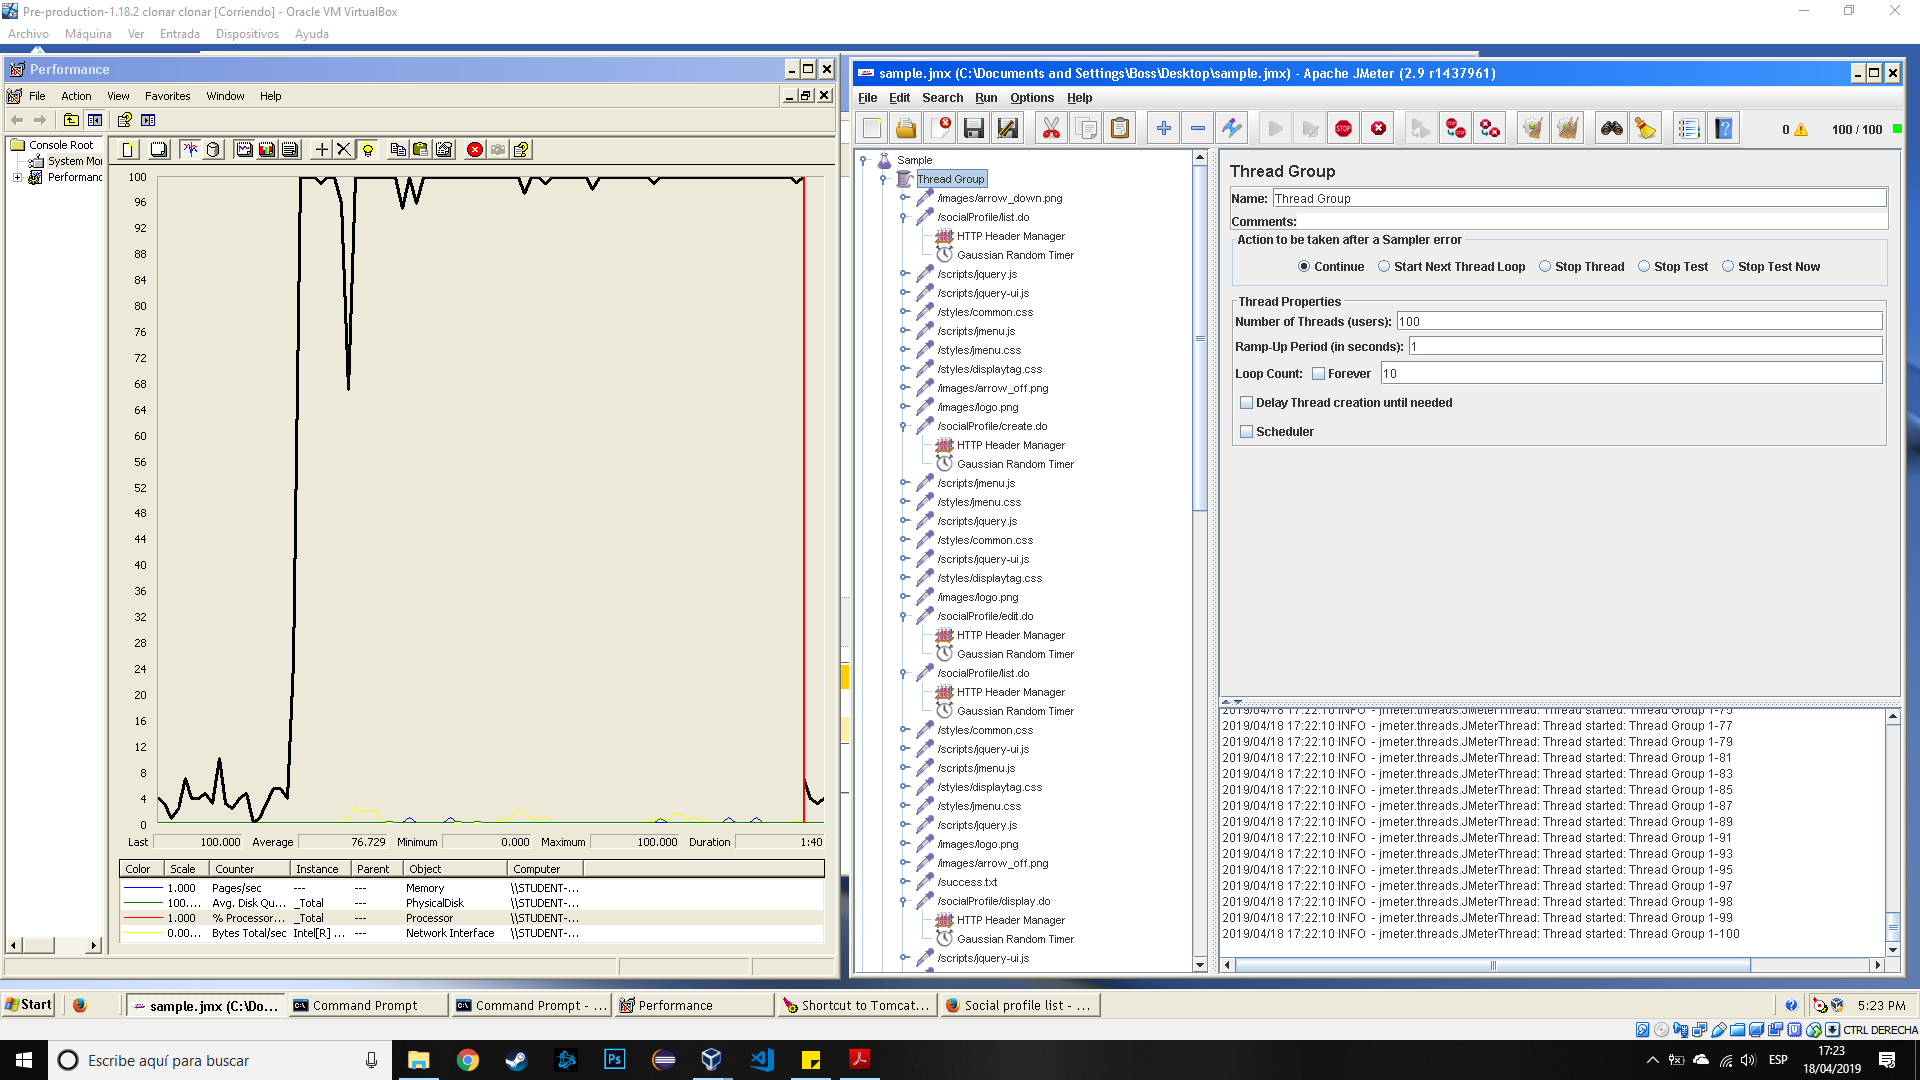 Pre-production-1.18.2 clonar clonar [Corriendo] - Oracle VM VirtualBox
Archivo Máquina Ver Entrada Dispositivos Ayuda
Performance
File Action View Favorites Window Help
Console Root
System Mo
Performanc
100
96
92
88
84
80
76
72
68
64
60
56
52
48
44
40
36
32
28
24
20
16
12
8
4
0
Last 100.000 Average 76.729 Minimum 0.000 Maximum 100.000 Duration 1:40
Color Scale Counter Instance Parent Object Computer
1.000 Pages/sec --- --- Memory \\STUDENT-...
100.... Avg. Disk Qu... _Total --- PhysicalDisk \\STUDENT-...
1.000 % Processor... _Total --- Processor \\STUDENT-...
0.00... Bytes Total/sec Intel[R] ... --- Network Interface \\STUDENT-...
sample.jmx (C:\Documents and Settings\Boss\Desktop\sample.jmx) - Apache JMeter (2.9 r1437961)
File Edit Search Run Options Help
STOP
0 100 / 100
Sample
Thread Group
/images/arrow_down.png
/socialProfile/list.do
HTTP Header Manager
Gaussian Random Timer
/scripts/jquery.js
/scripts/jquery-ui.js
/styles/common.css
/scripts/jmenu.js
/styles/jmenu.css
/styles/displaytag.css
/images/arrow_off.png
/images/logo.png
/socialProfile/create.do
HTTP Header Manager
Gaussian Random Timer
/scripts/jmenu.js
/styles/jmenu.css
/scripts/jquery.js
/styles/common.css
/scripts/jquery-ui.js
/styles/displaytag.css
/images/logo.png
/socialProfile/edit.do
HTTP Header Manager
Gaussian Random Timer
/socialProfile/list.do
HTTP Header Manager
Gaussian Random Timer
/styles/common.css
/scripts/jquery-ui.js
/scripts/jmenu.js
/styles/displaytag.css
/styles/jmenu.css
/scripts/jquery.js
/images/logo.png
/images/arrow_off.png
/success.txt
/socialProfile/display.do
HTTP Header Manager
Gaussian Random Timer
/scripts/jquery-ui.js
Thread Group
Name: Thread Group
Comments:
Action to be taken after a Sampler error
Continue Start Next Thread Loop Stop Thread Stop Test Stop Test Now
Thread Properties
Number of Threads (users): 100
Ramp-Up Period (in seconds): 1
Loop Count: Forever 10
Delay Thread creation until needed
Scheduler
2019/04/18 17:22:10 INFO - jmeter.threads.JMeterThread: Thread started: Thread Group 1-75
2019/04/18 17:22:10 INFO - jmeter.threads.JMeterThread: Thread started: Thread Group 1-77
2019/04/18 17:22:10 INFO - jmeter.threads.JMeterThread: Thread started: Thread Group 1-79
2019/04/18 17:22:10 INFO - jmeter.threads.JMeterThread: Thread started: Thread Group 1-81
2019/04/18 17:22:10 INFO - jmeter.threads.JMeterThread: Thread started: Thread Group 1-83
2019/04/18 17:22:10 INFO - jmeter.threads.JMeterThread: Thread started: Thread Group 1-85
2019/04/18 17:22:10 INFO - jmeter.threads.JMeterThread: Thread started: Thread Group 1-87
2019/04/18 17:22:10 INFO - jmeter.threads.JMeterThread: Thread started: Thread Group 1-89
2019/04/18 17:22:10 INFO - jmeter.threads.JMeterThread: Thread started: Thread Group 1-91
2019/04/18 17:22:10 INFO - jmeter.threads.JMeterThread: Thread started: Thread Group 1-93
2019/04/18 17:22:10 INFO - jmeter.threads.JMeterThread: Thread started: Thread Group 1-95
2019/04/18 17:22:10 INFO - jmeter.threads.JMeterThread: Thread started: Thread Group 1-97
2019/04/18 17:22:10 INFO - jmeter.threads.JMeterThread: Thread started: Thread Group 1-98
2019/04/18 17:22:10 INFO - jmeter.threads.JMeterThread: Thread started: Thread Group 1-99
2019/04/18 17:22:10 INFO - jmeter.threads.JMeterThread: Thread started: Thread Group 1-100
Start sample.jmx (C:\Do... Command Prompt Command Prompt - ... Performance Shortcut to Tomcat... Social profile list - ... 5:23 PM
CTRL DERECHA
Escribe aquí para buscar
Ps
ESP
17:23
18/04/2019